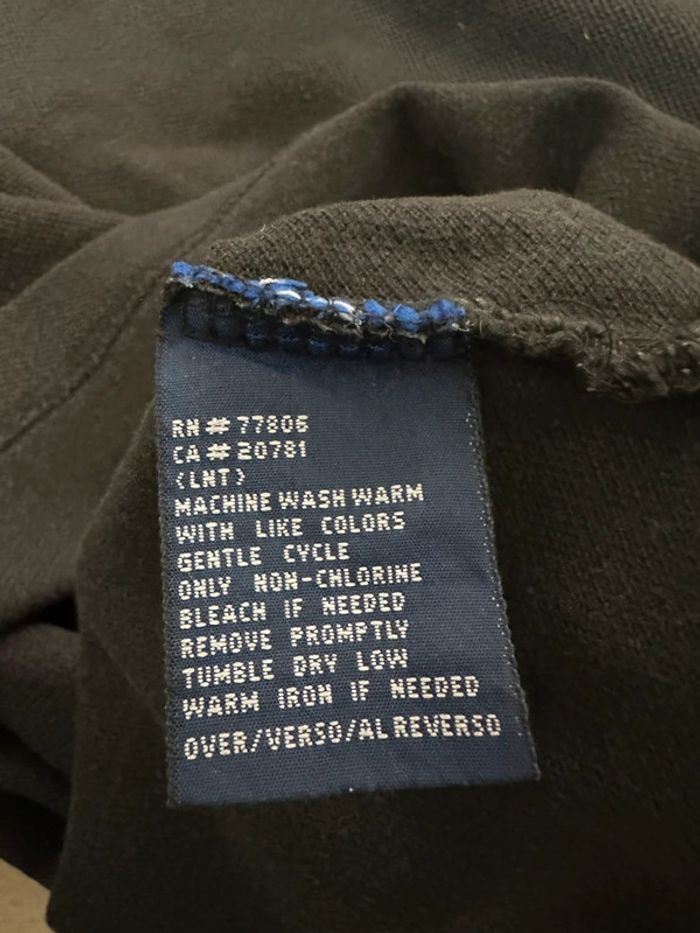 RN # 77806
CA # 20781
(LNT)
MACHINE WASH WARM
WITH LIKE COLORS
GENTLE CYCLE
ONLY NON-CHLORINE
BLEACH IF NEEDED
REMOVE PROMPTLY
TUMBLE DRY LOW
WARM IRON IF NEEDED
OVER/VERSO/AL REVERSO